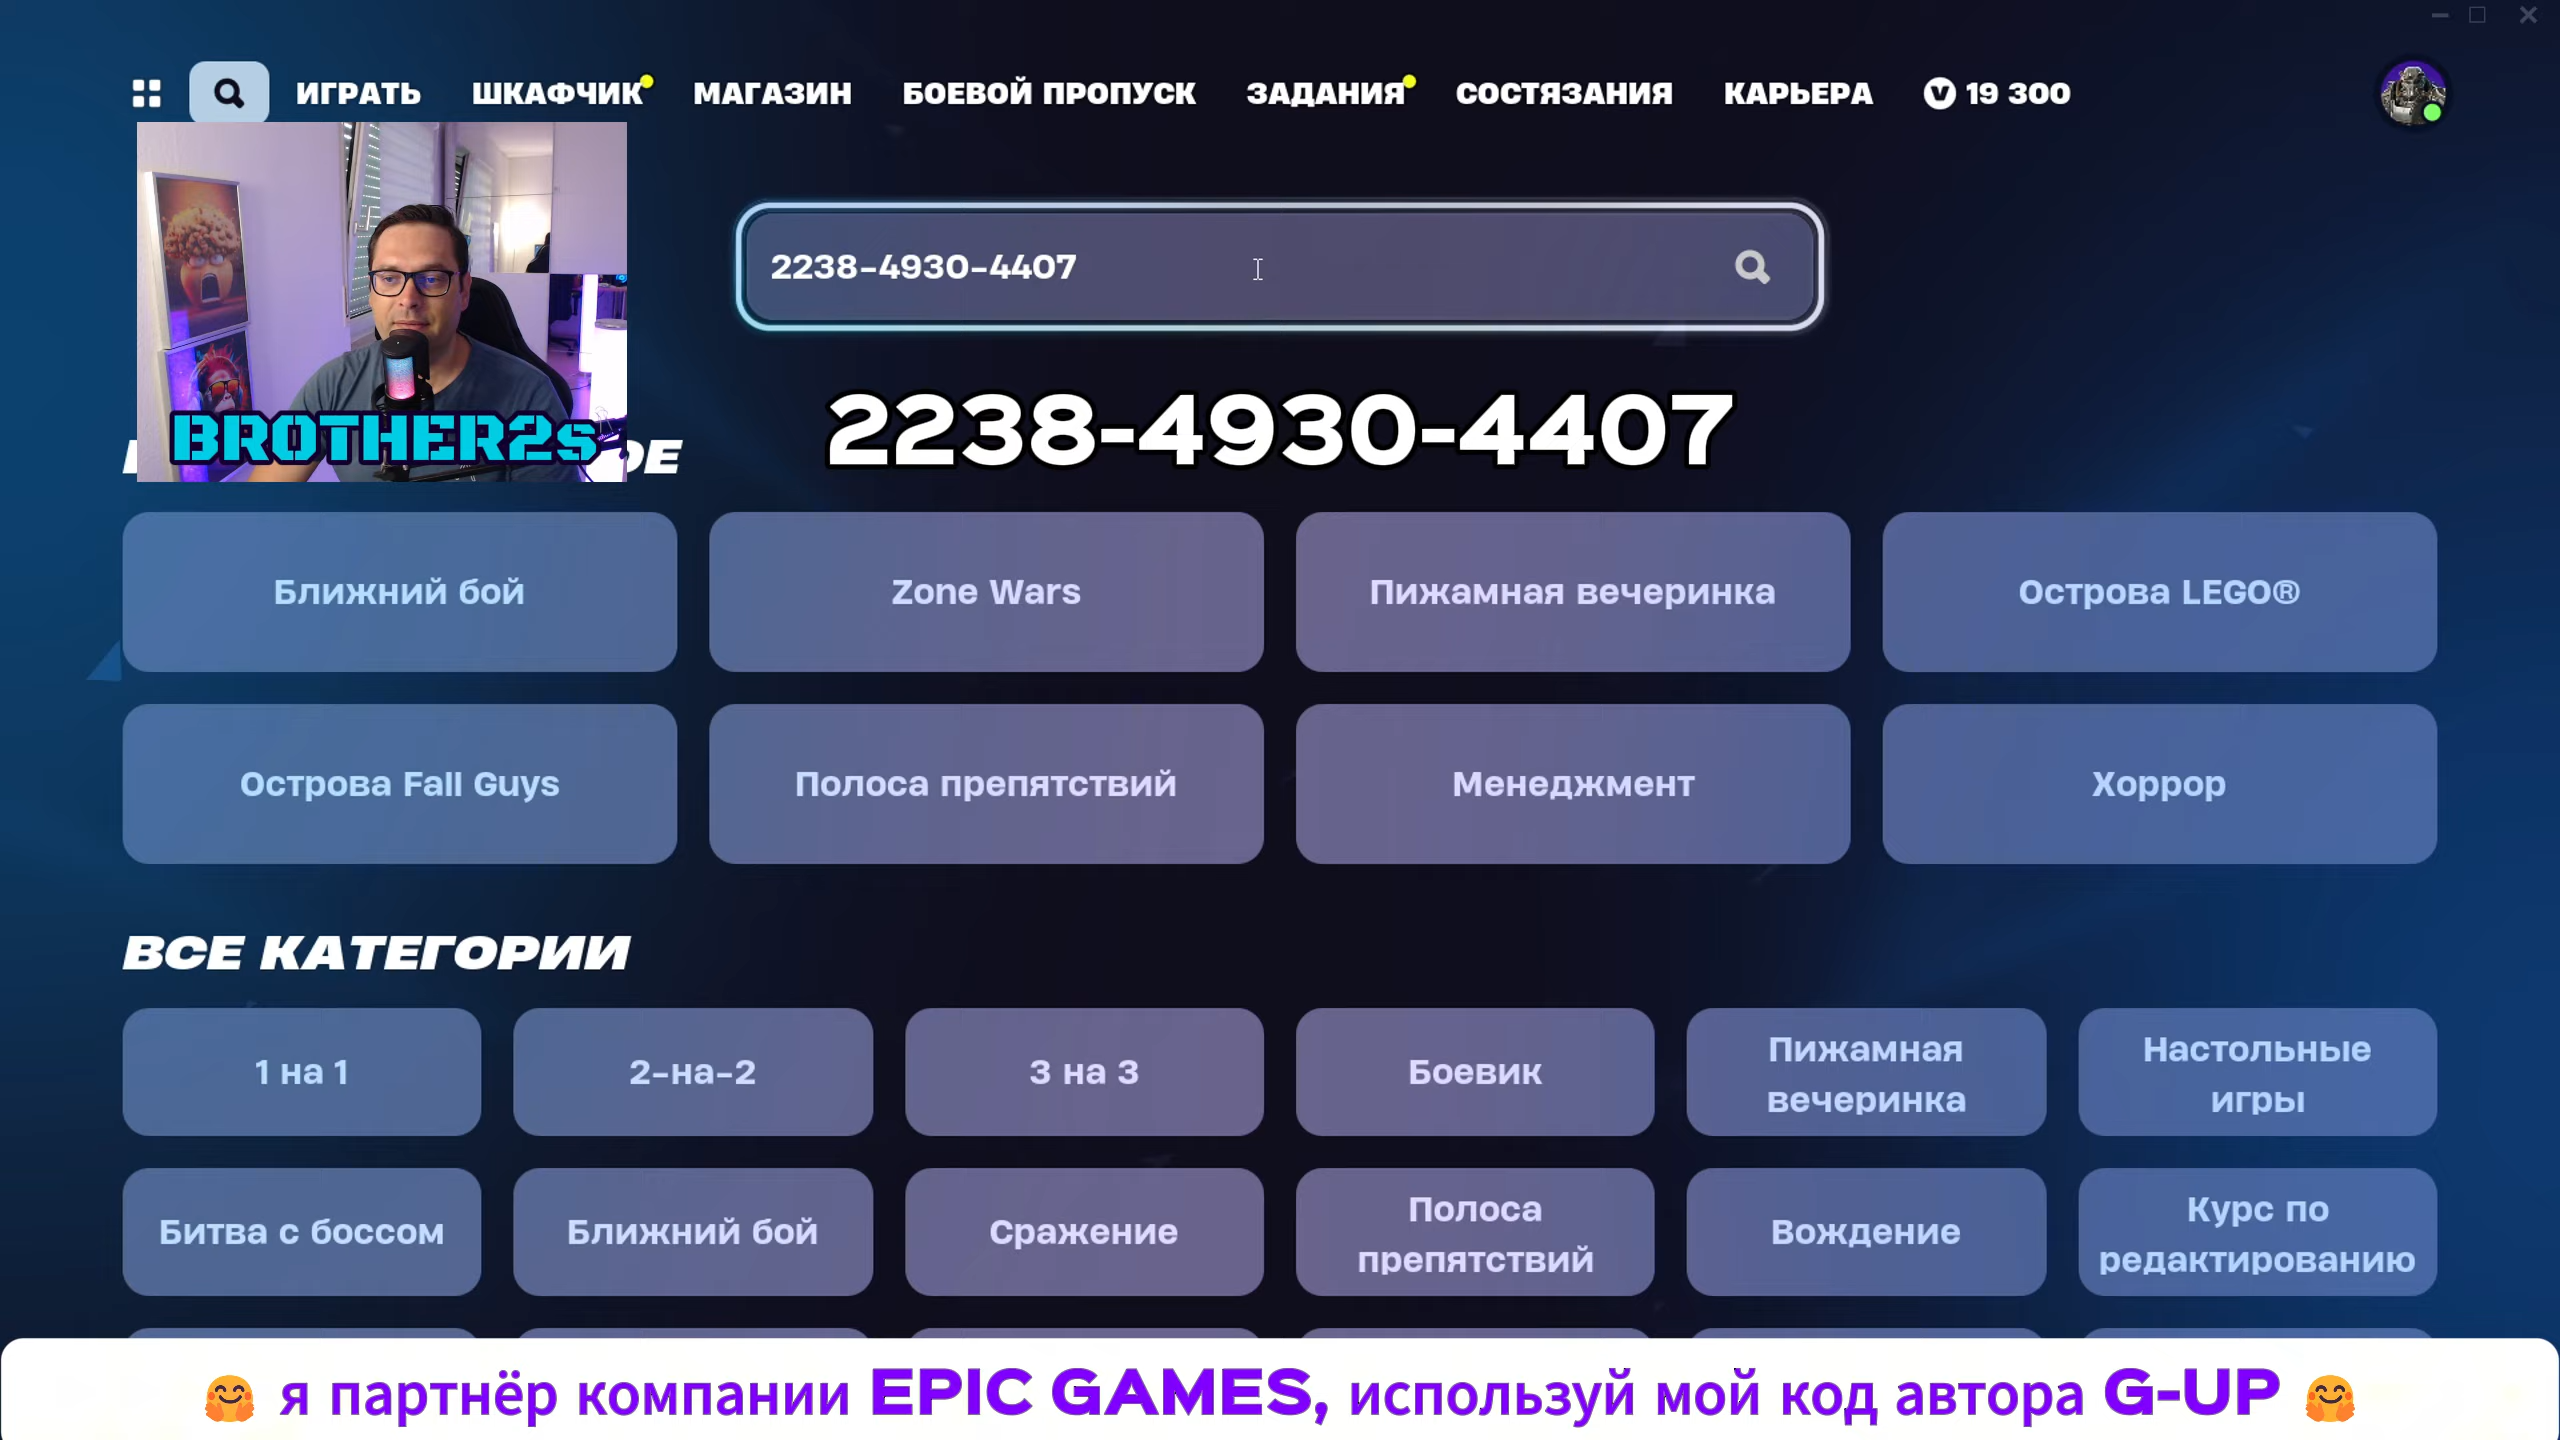 ИГРАТЬ ШКАФЧИК МАГАЗИН БОЕВОЙ ПРОПУСК ЗАДАНИЯ СОСТЯЗАНИЯ КАРЬЕРА 19 300
2238-4930-4407
2238-4930-4407
BROTHER2s
Ближний бой
Zone Wars
Пижамная вечеринка
Острова LEGO®
Острова Fall Guys
Полоса препятствий
Менеджмент
Хоррор
ВСЕ КАТЕГОРИИ
1 на 1
2-на-2
3 на 3
Боевик
Пижамная
вечеринка
Настольные
игры
Битва с боссом
Ближний бой
Сражение
Полоса
препятствий
Вождение
Курс по
редактированию
🤗 я партнёр компании EPIC GAMES, используй мой код автора G-UP 🤗